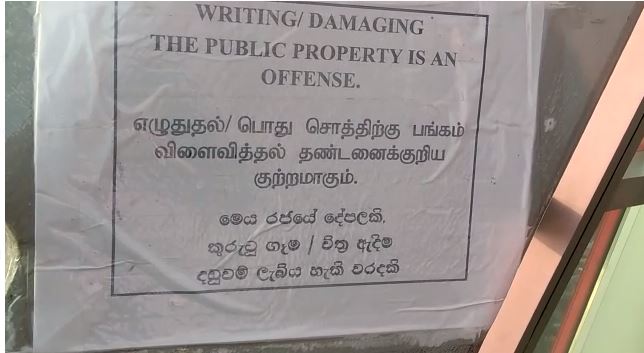 WRITING/ DAMAGING
THE PUBLIC PROPERTY IS AN
OFFENSE.
எழுதுதல்/ பொது சொத்திற்கு பங்கம்
விளைவித்தல் தண்டனைக்குறிய
குற்றமாகும்.
මෙය රජයේ දේපලකි.
කුරුටු ගෑම / චිත්‍ර ඇදීම
දඬුවම් ලැබිය හැකි වරදකි